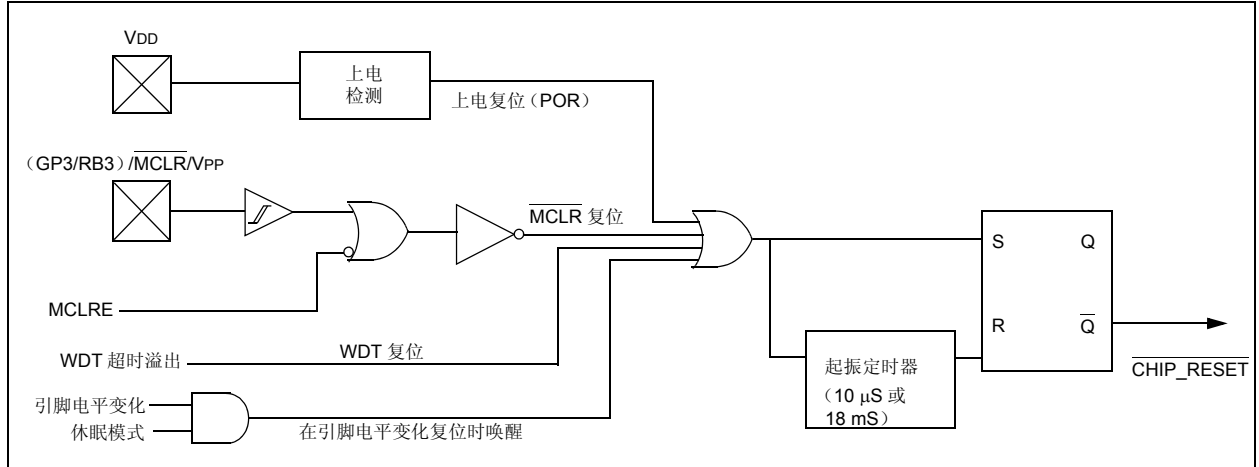 VDD
上电
检测
上电复位（POR）
（GP3/RB3）/MCLR/VPP
MCLR 复位
S
Q
MCLRE
R
Q
WDT 超时溢出
WDT 复位
起振定时器
（10 μS 或
18 mS）
CHIP_RESET
引脚电平变化
休眠模式
在引脚电平变化复位时唤醒